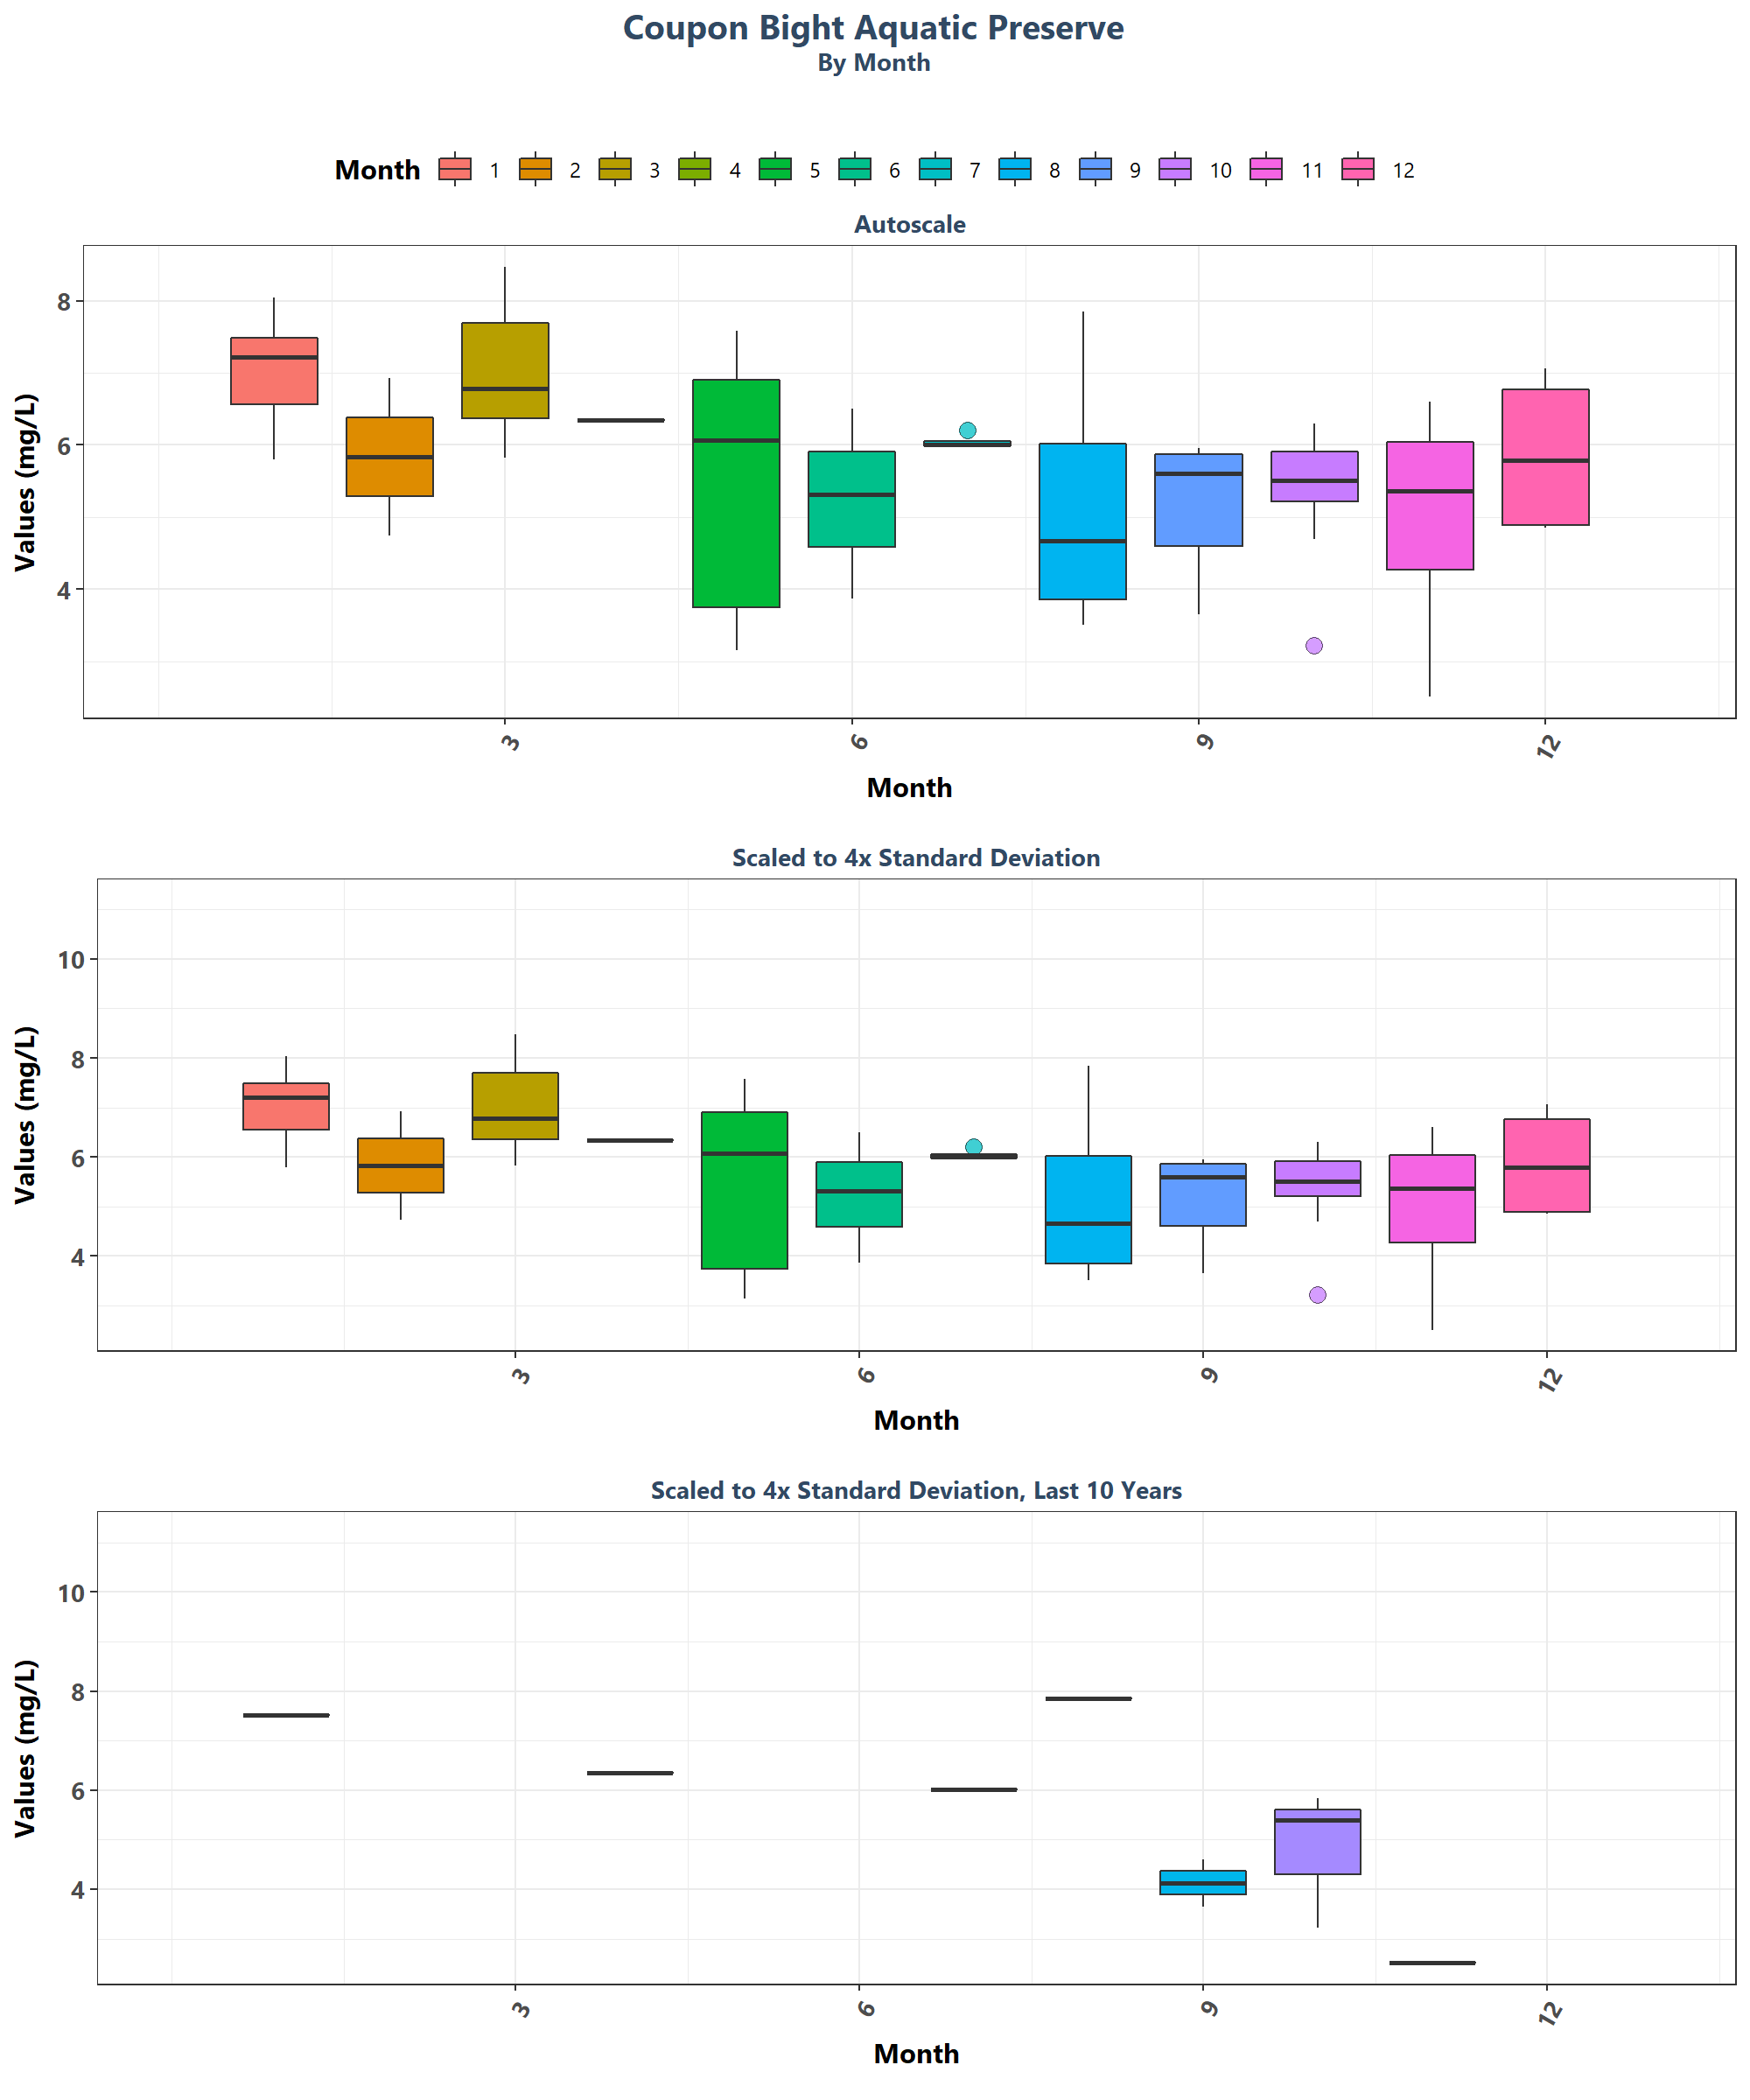 Coupon Bight Aquatic Preserve
By Month
Month 1 2 3 4 5 6 7 8 9 10 11 12
Autoscale
Values (mg/L)
8
6
4
3 6 9 12
Month
Scaled to 4x Standard Deviation
Values (mg/L)
10
8
6
4
3 6 9 12
Month
Scaled to 4x Standard Deviation, Last 10 Years
Values (mg/L)
10
8
6
4
3 6 9 12
Month